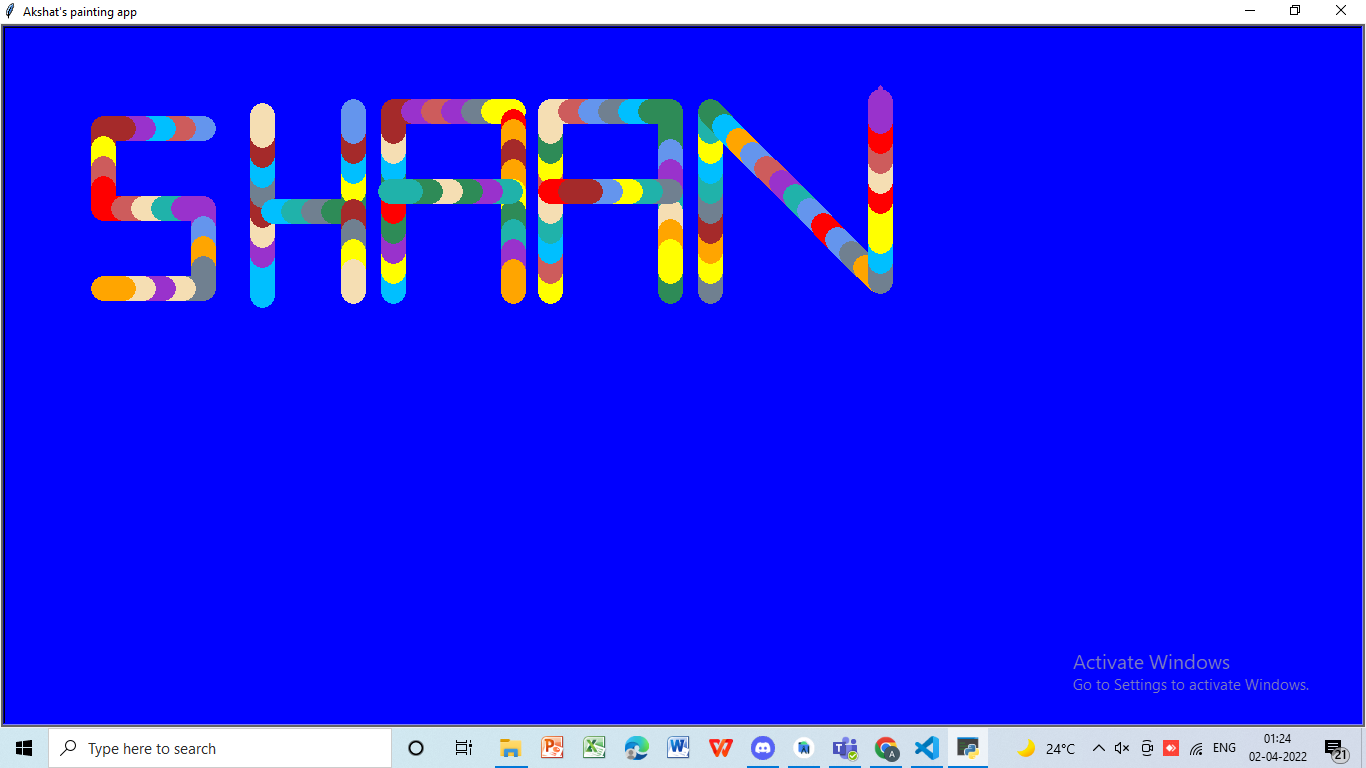 Akshat's painting app
SHAAN
Activate Windows
Go to Settings to activate Windows.
Type here to search
24°C
ENG
01:24
02-04-2022
21